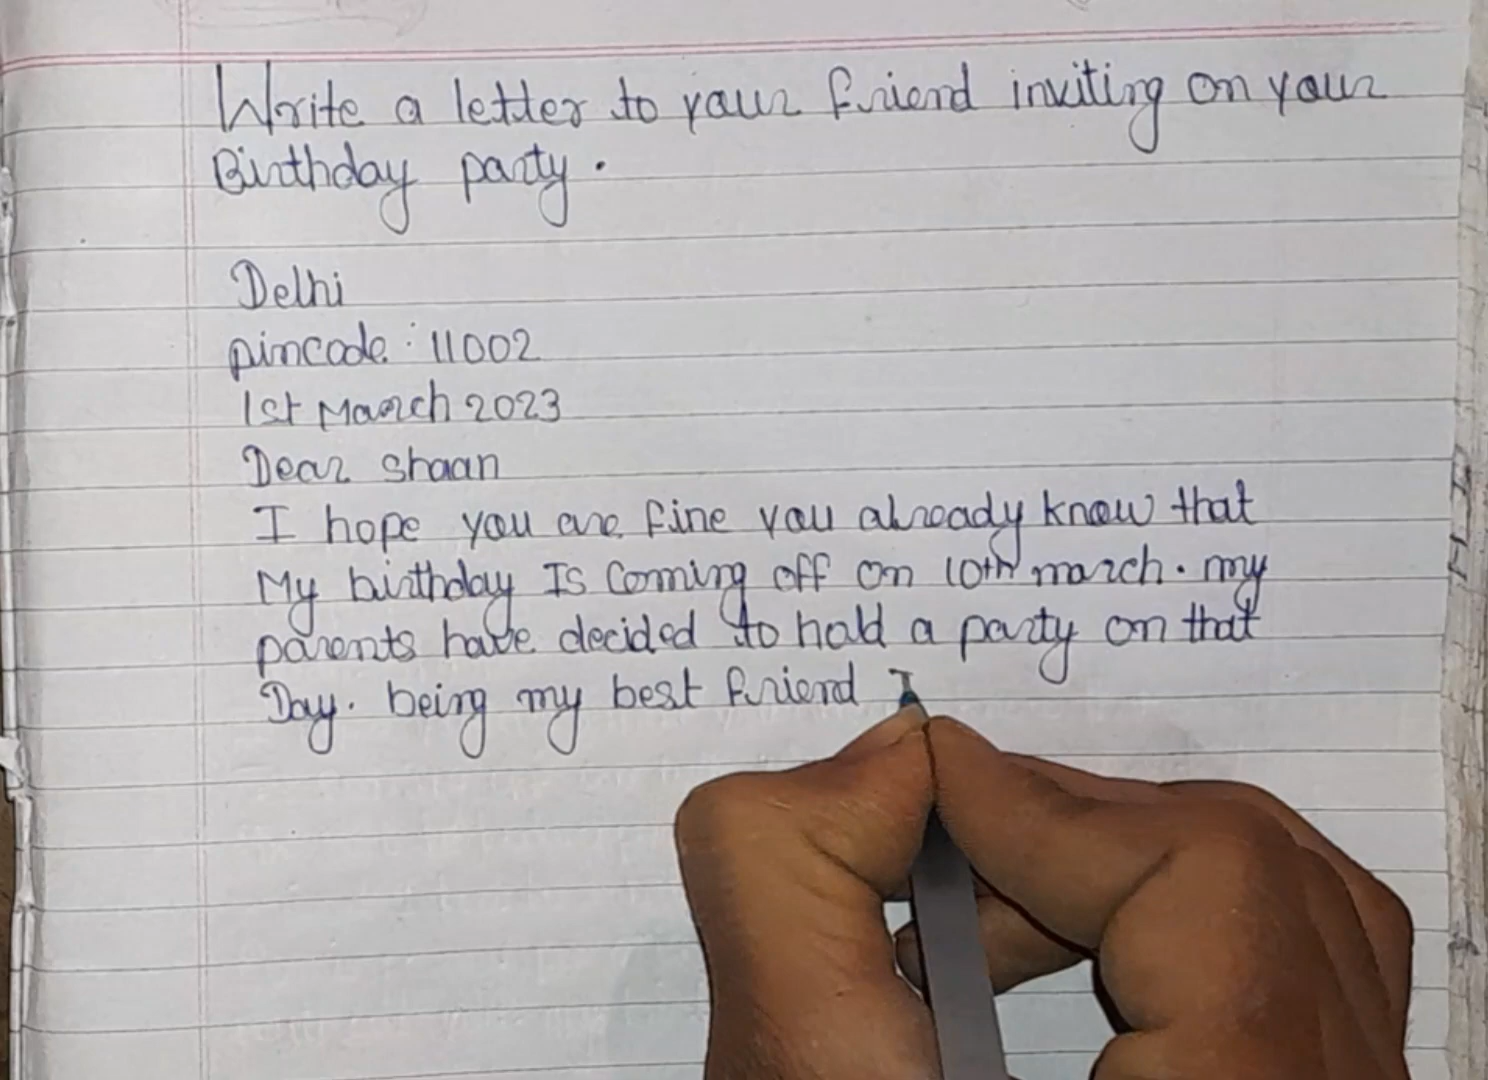 Write a letter to your friend inviting on your
Birthday party.
Delhi
pincode : 11002
1st March 2023
Dear shaan
I hope you are fine you already know that
My birthday Is Coming off on 10th march. my
parents have decided to hold a party on that
Day. being my best friend I